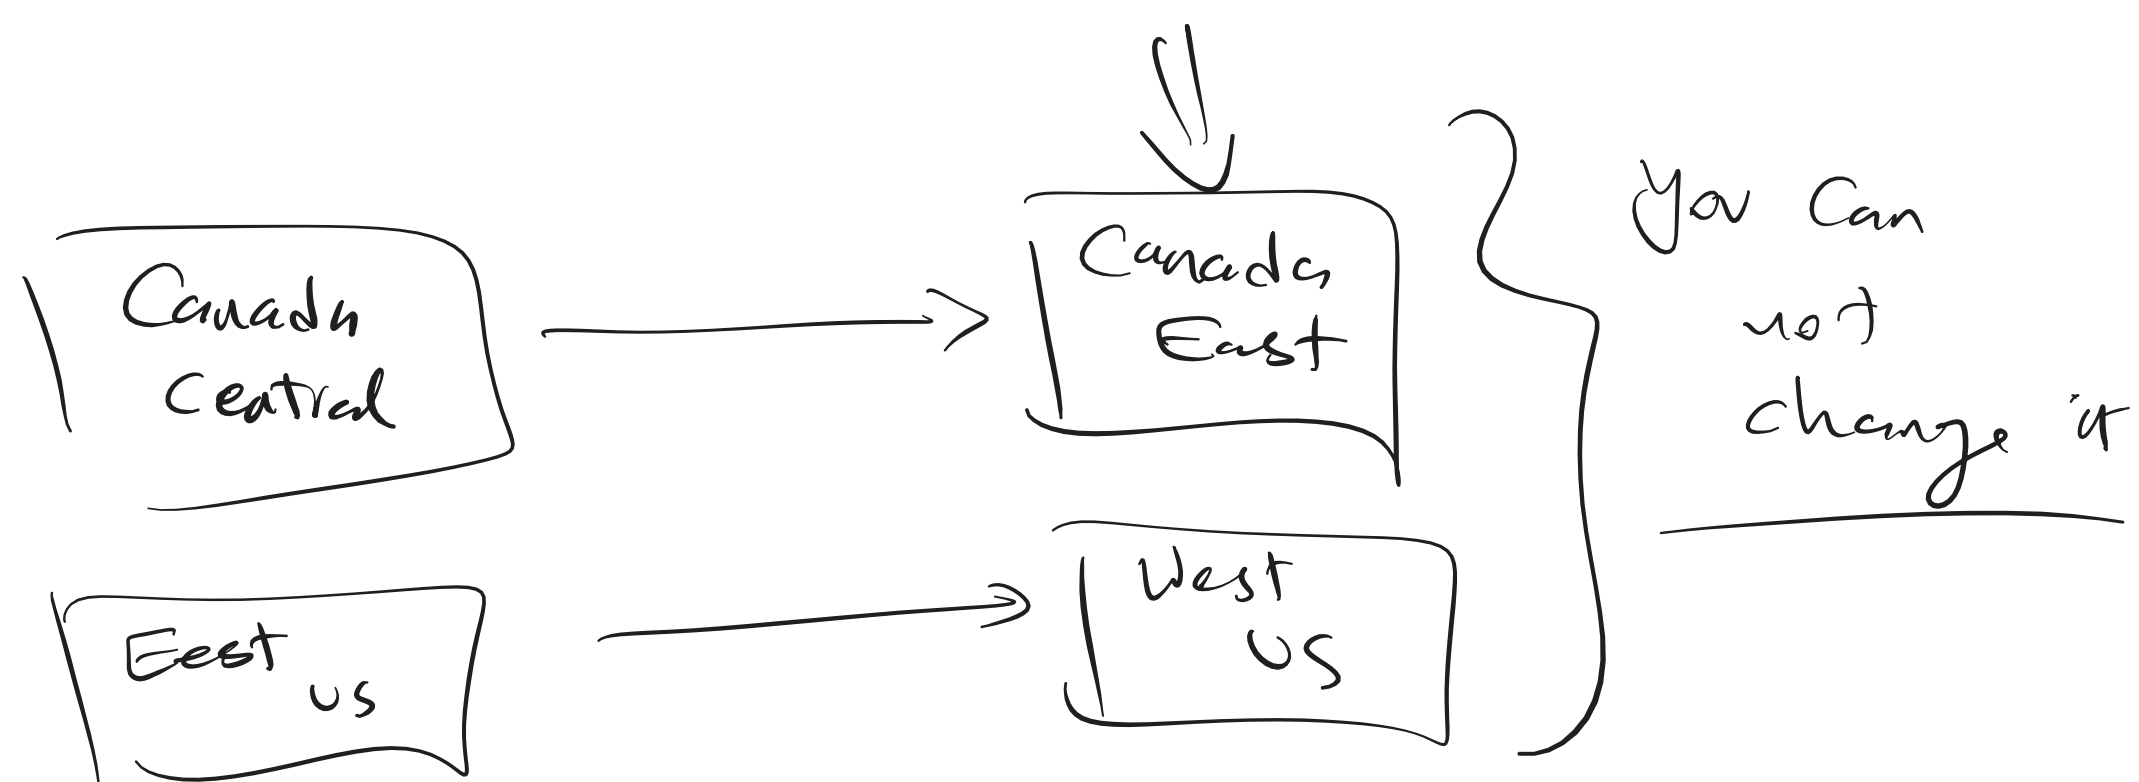 Canada
Central
Canada
East
East
US
West
US
You Can
not
change it